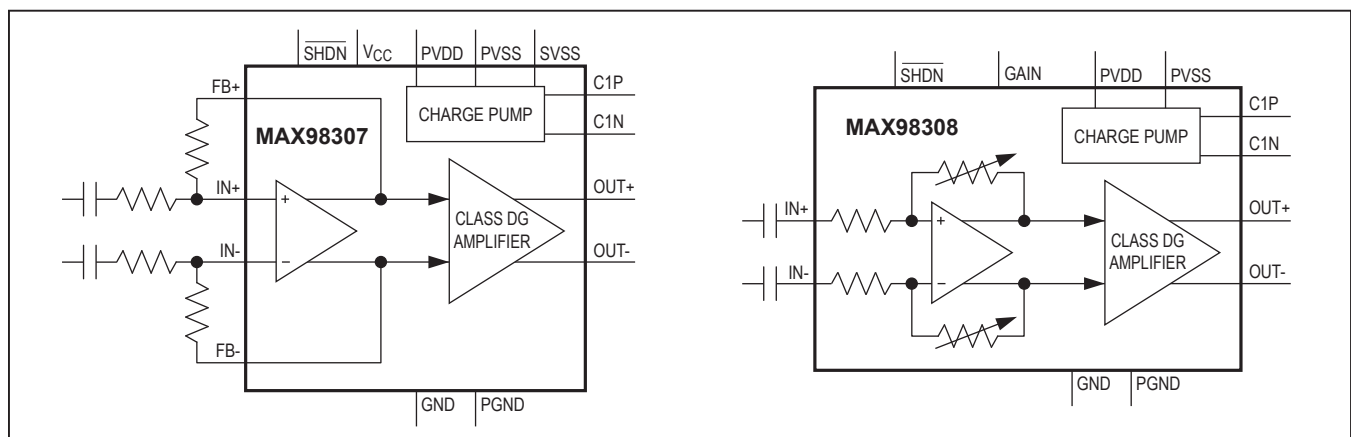 SHDN VCC PVDD PVSS SVSS
FB+
C1P
CHARGE PUMP
C1N
MAX98307
IN+
+
OUT+
CLASS DG
AMPLIFIER
IN-
–
OUT-
FB-
GND PGND
SHDN GAIN PVDD PVSS
C1P
MAX98308
CHARGE PUMP
C1N
IN+
+
OUT+
CLASS DG
AMPLIFIER
IN-
–
OUT-
GND PGND